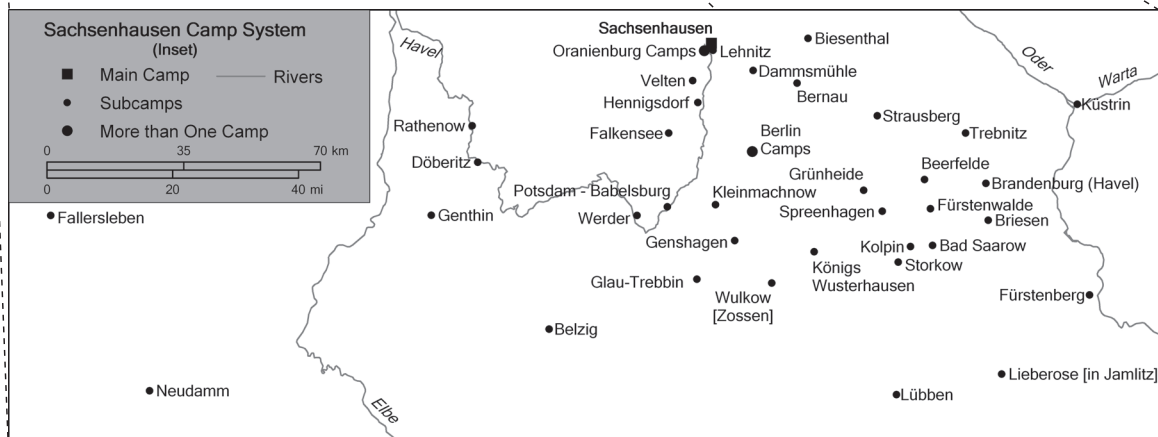 Sachsenhausen Camp System
(Inset)
Main Camp
Rivers
Subcamps
More than One Camp
0 35 70 km
0 20 40 mi
Havel
Sachsenhausen
Oranienburg Camps
Lehnitz
Biesenthal
Oder
Warta
Velten
Dammsmühle
Bernau
Hennigsdorf
Küstrin
Rathenow
Falkensee
Strausberg
Berlin
Camps
Trebnitz
Döberitz
Beerfelde
Grünheide
Potsdam - Babelsburg
Kleinmachnow
Brandenburg (Havel)
Fallersleben
Genthin
Werder
Spreenhagen
Fürstenwalde
Briesen
Genshagen
Kolpin
Bad Saarow
Storkow
Königs
Wusterhausen
Glau-Trebbin
Wulkow
[Zossen]
Fürstenberg
Belzig
Neudamm
Elbe
Lübben
Lieberose [in Jamlitz]